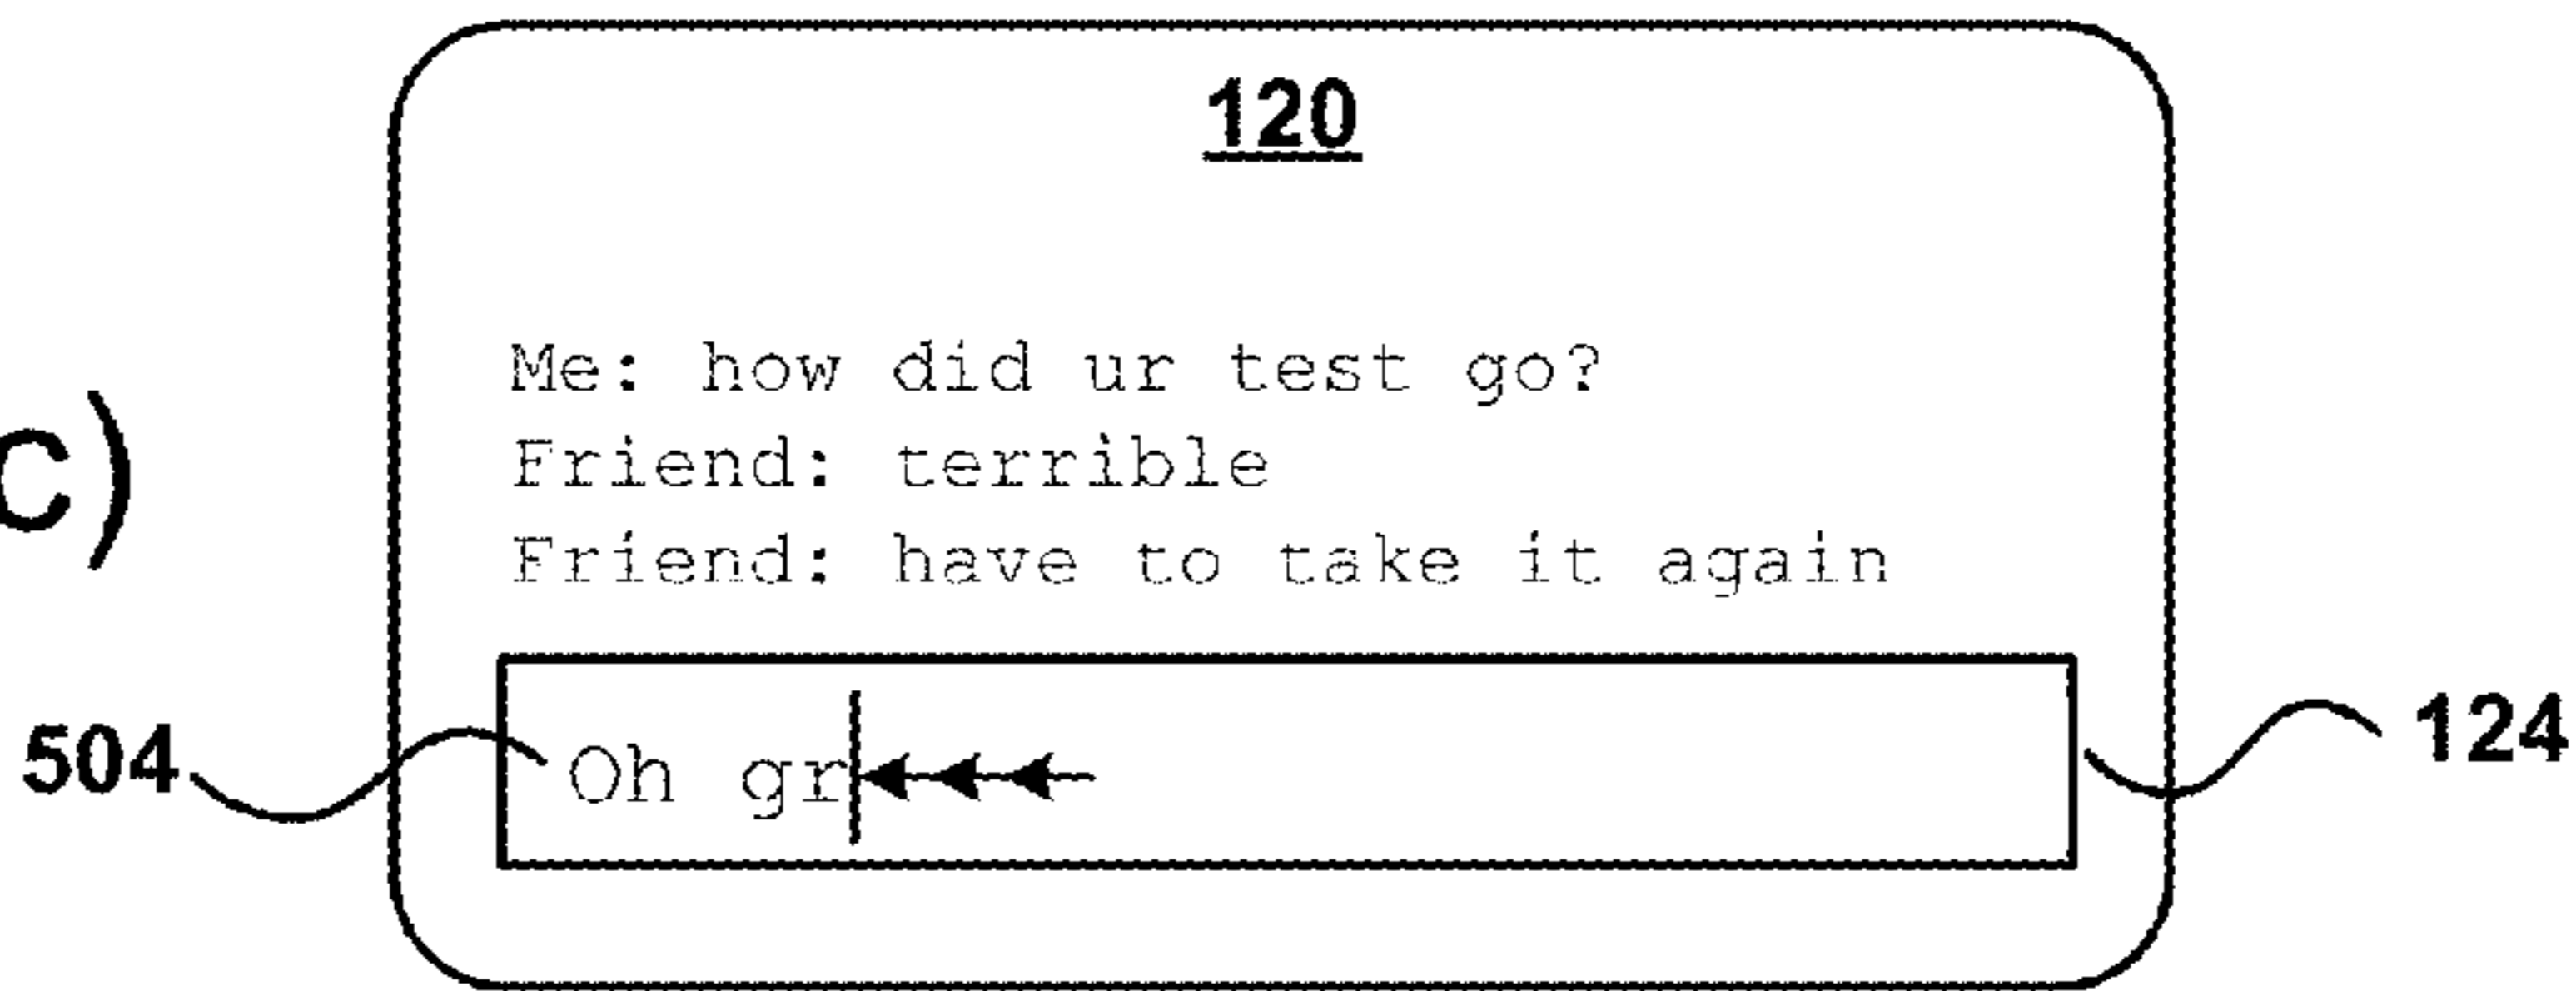 120
Me: how did ur test go?
C)
Friend: terrible
Friend: have to take it again
504
Oh gr
124